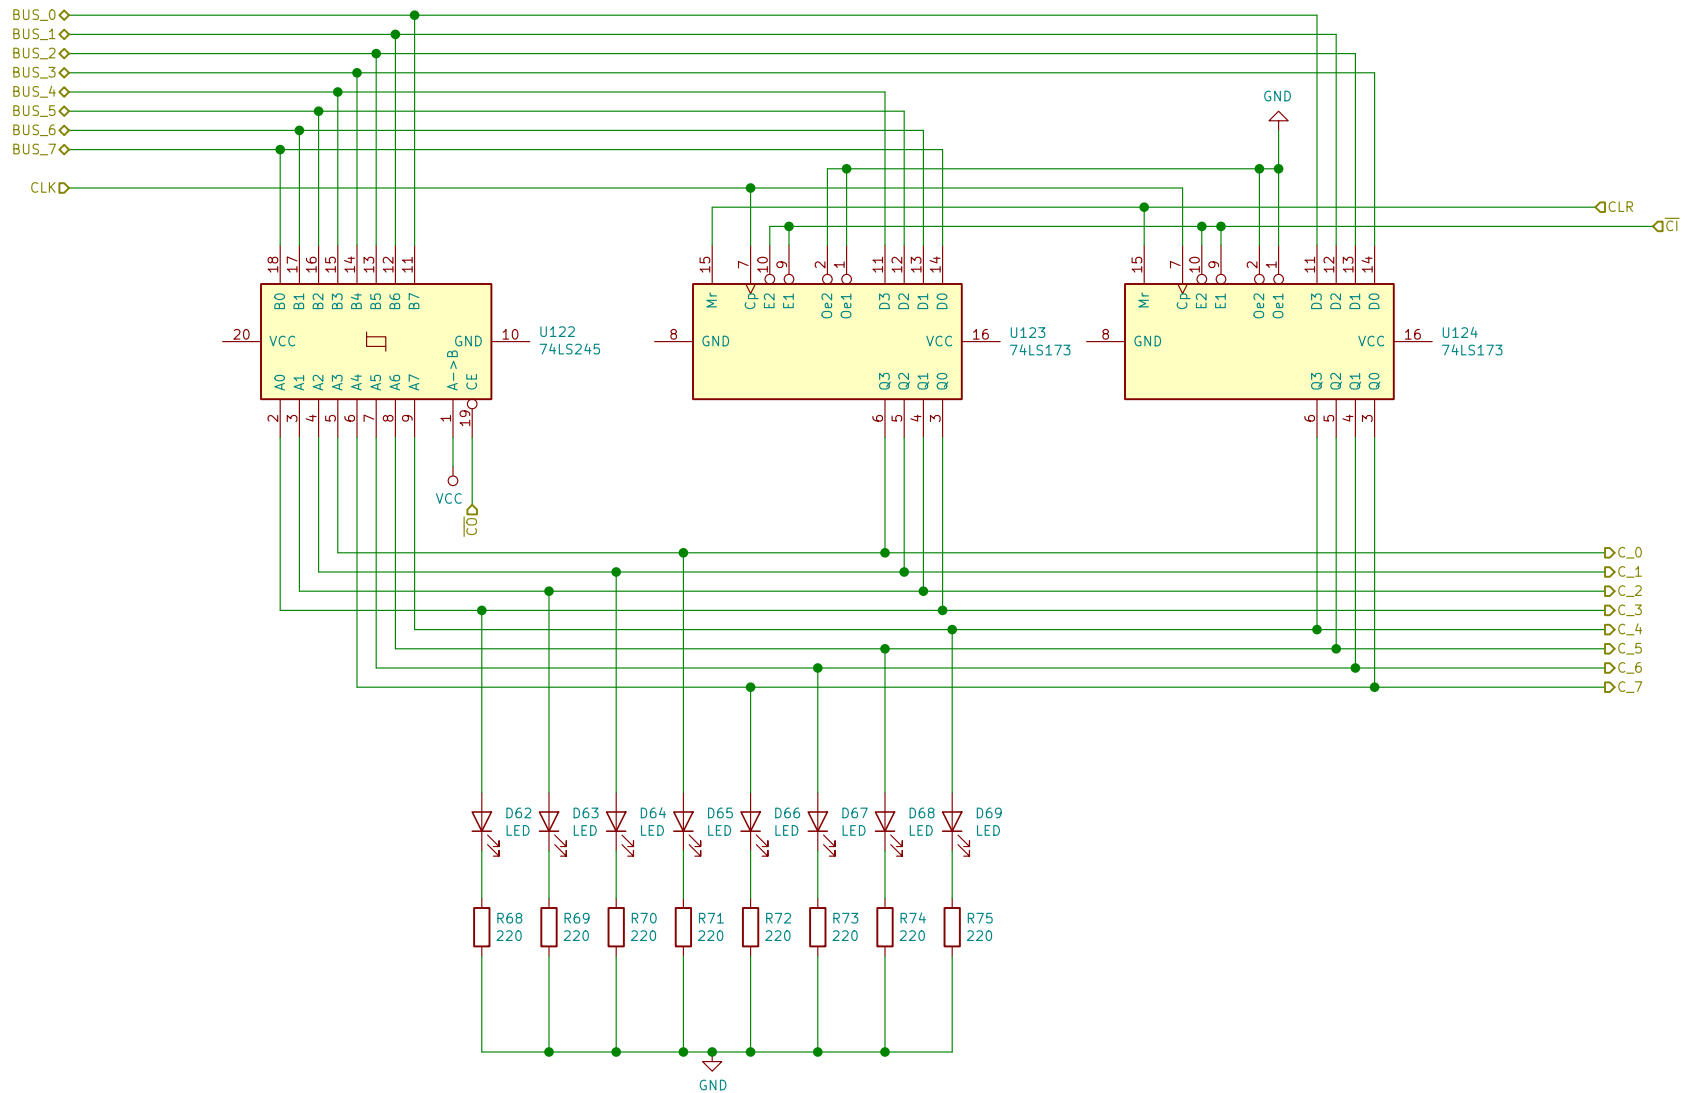 BUS_0
BUS_1
BUS_2
BUS_3
BUS_4
BUS_5
BUS_6
BUS_7
CLK
GND
CLR
CI
18 17 16 15 14 13 12 11
B0 B1 B2 B3 B4 B5 B6 B7
20 VCC GND 10
A->B
CE
A0 A1 A2 A3 A4 A5 A6 A7
2 3 4 5 6 7 8 9 1 19
U122
74LS245
VCC
CO
15 7 10 9 2 1 11 12 13 14
Mr Cp E2 E1 Oe2 Oe1 D3 D2 D1 D0
8 GND VCC 16
Q3 Q2 Q1 Q0
6 5 4 3
U123
74LS173
15 7 10 9 2 1 11 12 13 14
Mr Cp E2 E1 Oe2 Oe1 D3 D2 D1 D0
8 GND VCC 16
Q3 Q2 Q1 Q0
6 5 4 3
U124
74LS173
C_0
C_1
C_2
C_3
C_4
C_5
C_6
C_7
D62 D63 D64 D65 D66 D67 D68 D69
LED LED LED LED LED LED LED LED
R68 R69 R70 R71 R72 R73 R74 R75
220 220 220 220 220 220 220 220
GND